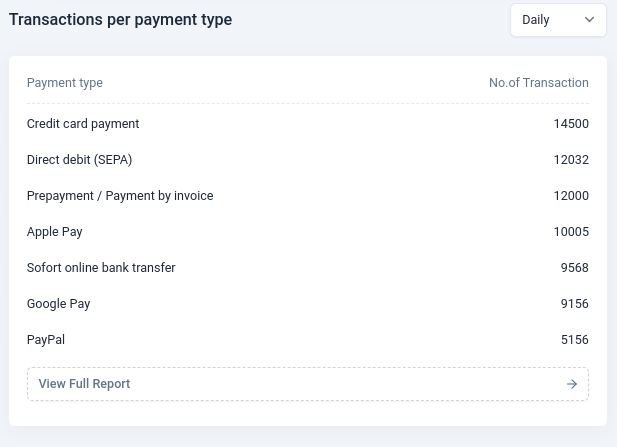 Transactions per payment type
Daily
Payment type No.of Transaction
Credit card payment 14500
Direct debit (SEPA) 12032
Prepayment / Payment by invoice 12000
Apple Pay 10005
Sofort online bank transfer 9568
Google Pay 9156
PayPal 5156
View Full Report